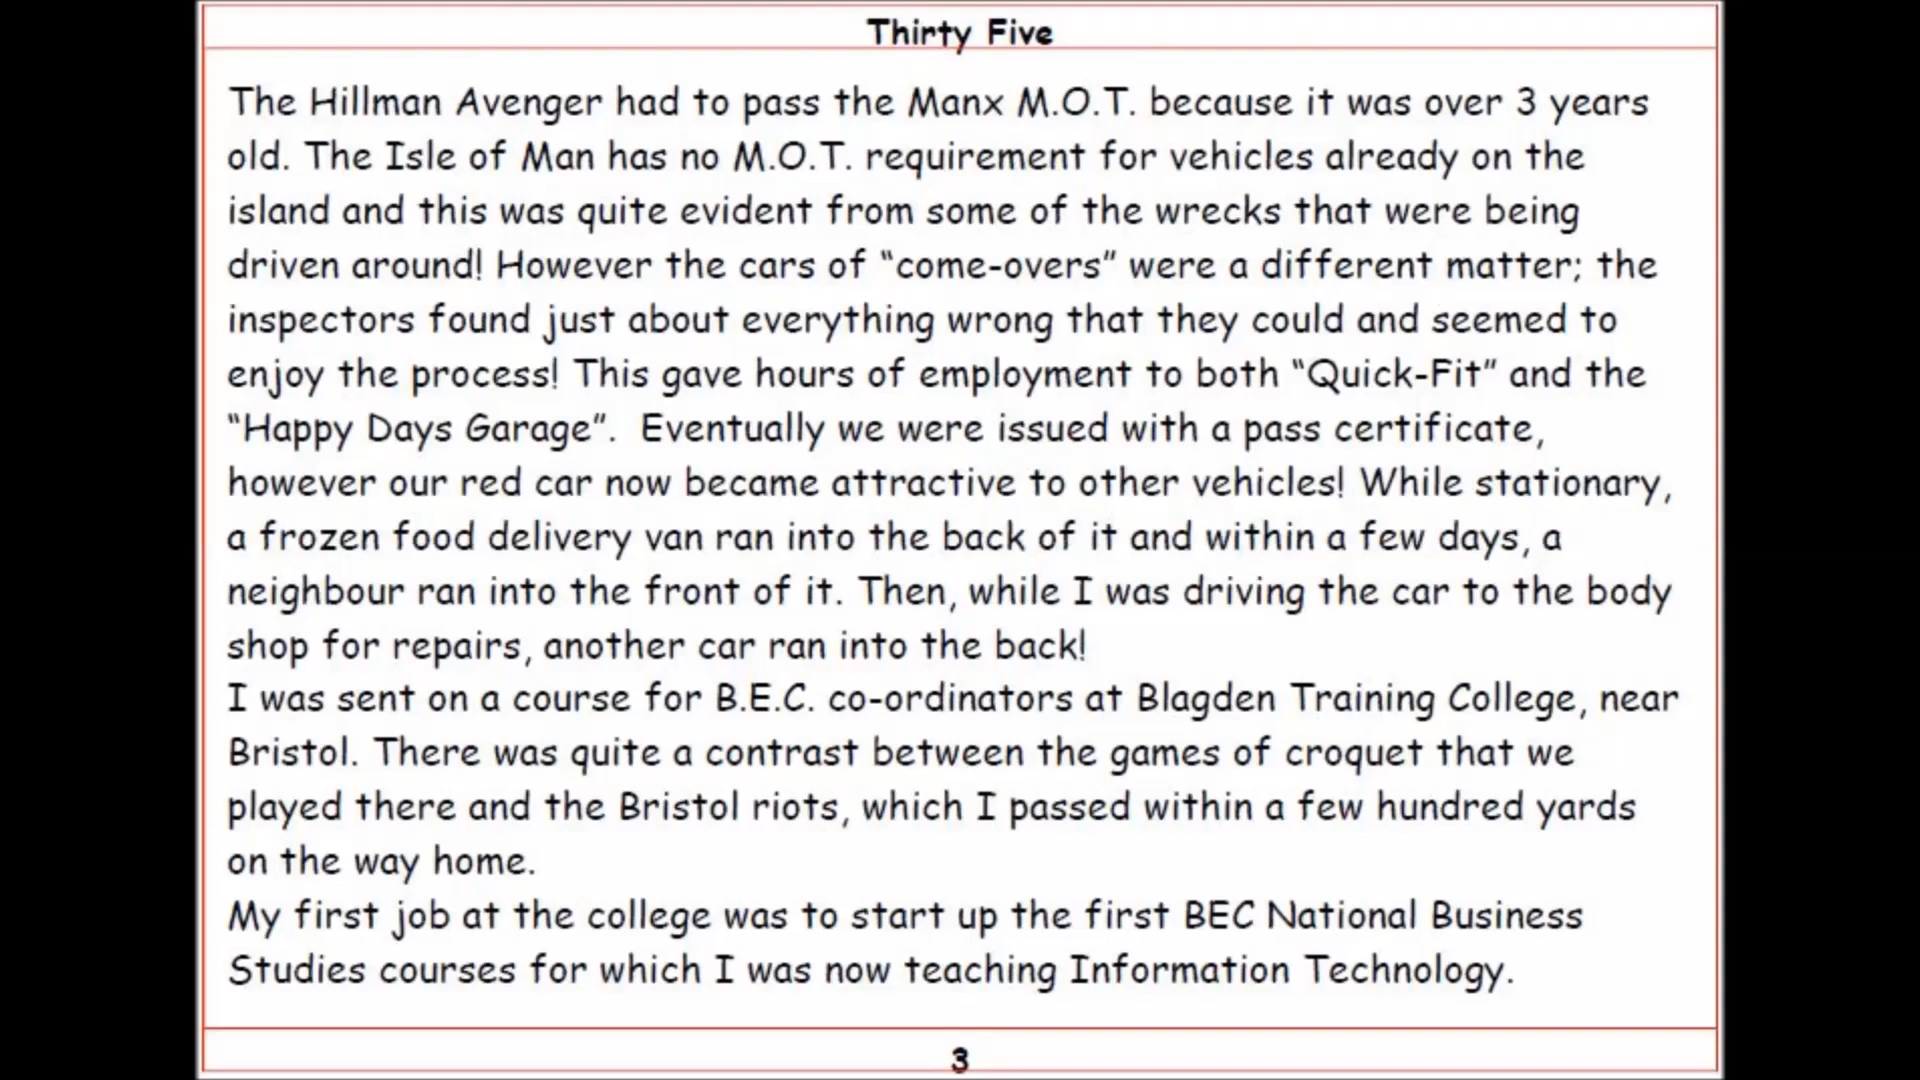 Thirty Five
The Hillman Avenger had to pass the Manx M.O.T. because it was over 3 years
old. The Isle of Man has no M.O.T. requirement for vehicles already on the
island and this was quite evident from some of the wrecks that were being
driven around! However the cars of “come-overs” were a different matter; the
inspectors found just about everything wrong that they could and seemed to
enjoy the process! This gave hours of employment to both “Quick-Fit” and the
“Happy Days Garage”.  Eventually we were issued with a pass certificate,
however our red car now became attractive to other vehicles! While stationary,
a frozen food delivery van ran into the back of it and within a few days, a
neighbour ran into the front of it. Then, while I was driving the car to the body
shop for repairs, another car ran into the back!
I was sent on a course for B.E.C. co-ordinators at Blagden Training College, near
Bristol. There was quite a contrast between the games of croquet that we
played there and the Bristol riots, which I passed within a few hundred yards
on the way home.
My first job at the college was to start up the first BEC National Business
Studies courses for which I was now teaching Information Technology.
3